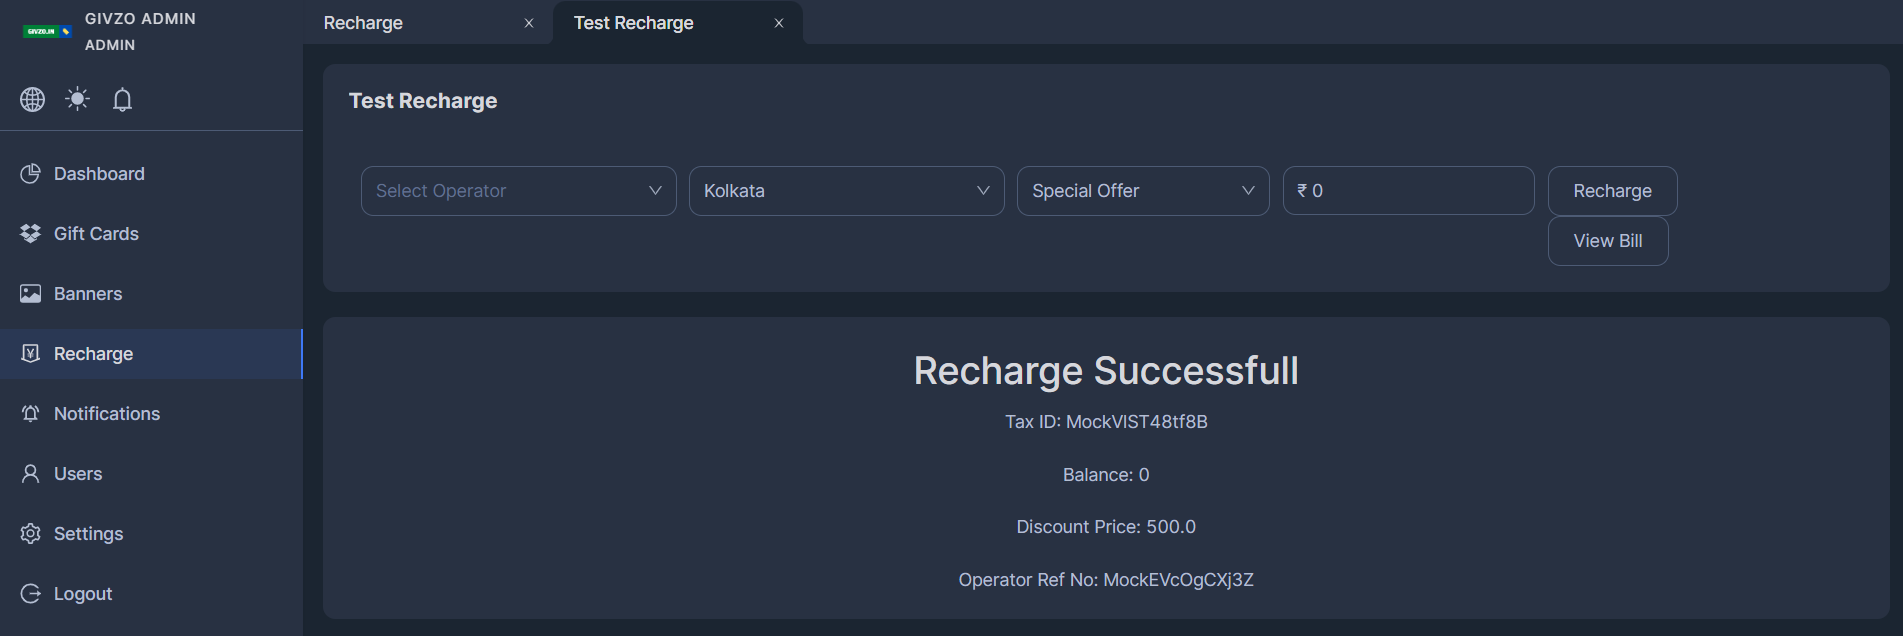 GIVZO.IN
GIVZO ADMIN
ADMIN
Dashboard
Gift Cards
Banners
Recharge
Notifications
Users
Settings
Logout
Recharge
Test Recharge
Test Recharge
Select Operator
Kolkata
Special Offer
₹ 0
Recharge
View Bill
Recharge Successfull
Tax ID: MockVIST48tf8B
Balance: 0
Discount Price: 500.0
Operator Ref No: MockEVcOgCXj3Z